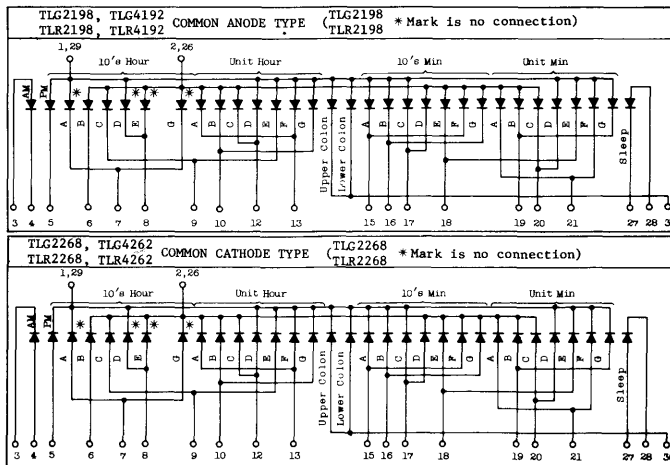 TLG2198, TLG4192 COMMON ANODE TYPE (TLG2198 * Mark is no connection)
TLR2198, TLR4192 TLR2198
1,29 2,26
10's Hour Unit Hour 10's Min Unit Min
AM PM * * * *
A B C D E G A B C D E F G Upper Colon Lower Colon A B C D E F G A B C D E F G Sleep
3 4 5 6 7 8 9 10 12 13 15 16 17 18 19 20 21 27 28 3
TLG2268, TLG4262 COMMON CATHODE TYPE (TLG2268 * Mark is no connection)
TLR2268, TLR4262 TLR2268
1,29 2,26
10's Hour Unit Hour 10's Min Unit Min
AM PM * * * *
A B C D E G A B C D E F G Upper Colon Lower Colon A B C D E F G A B C D E F G Sleep
3 4 5 6 7 8 9 10 12 13 15 16 17 18 19 20 21 27 28 3